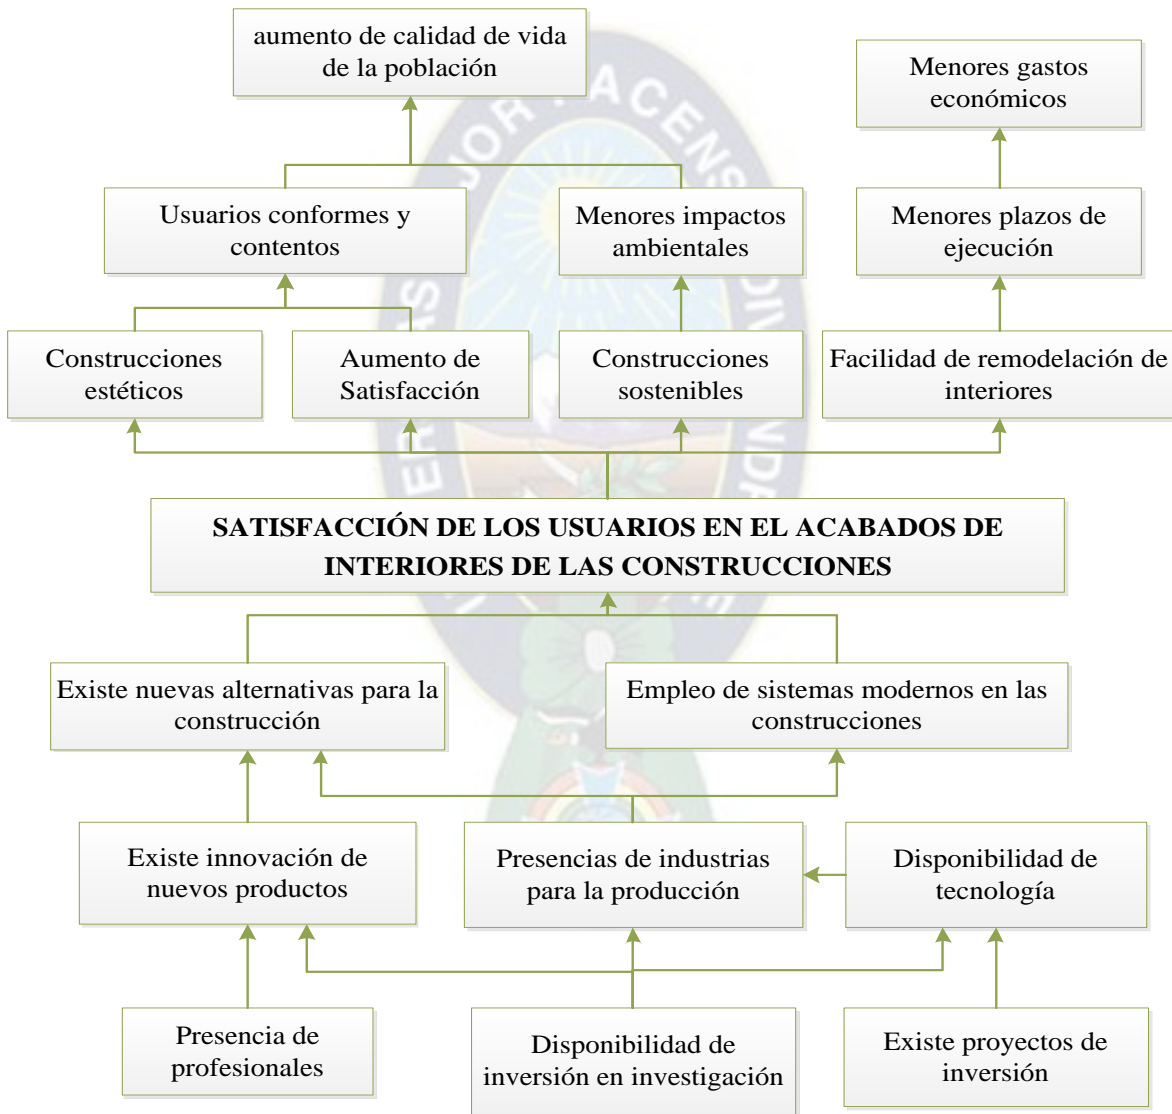 aumento de calidad de vida
de la población
Menores gastos
económicos
Usuarios conformes y
contentos
Menores impactos
ambientales
Menores plazos de
ejecución
Construcciones
estéticos
Aumento de
Satisfacción
Construcciones
sostenibles
Facilidad de remodelación de
interiores
SATISFACCIÓN DE LOS USUARIOS EN EL ACABADOS DE
INTERIORES DE LAS CONSTRUCCIONES
Existe nuevas alternativas para la
construcción
Empleo de sistemas modernos en las
construcciones
Existe innovación de
nuevos productos
Presencias de industrias
para la producción
Disponibilidad de
tecnología
Presencia de
profesionales
Disponibilidad de
inversión en investigación
Existe proyectos de
inversión